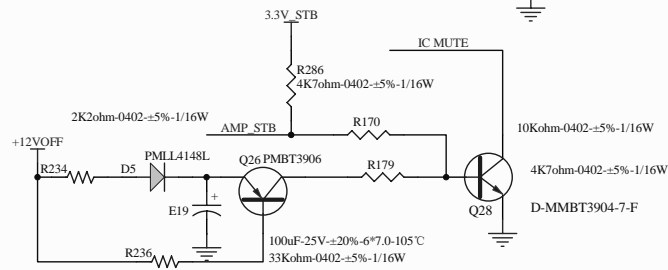 3.3V_STB
IC MUTE
R286
4K7ohm-0402-±5%-1/16W
2K2ohm-0402-±5%-1/16W
AMP_STB
R170
10Kohm-0402-±5%-1/16W
+12VOFF
PMLL4148L
R234
D5
Q26
PMBT3906
R179
4K7ohm-0402-±5%-1/16W
+
E19
Q28
D-MMBT3904-7-F
R236
100uF-25V-±20%-6*7.0-105℃
33Kohm-0402-±5%-1/16W